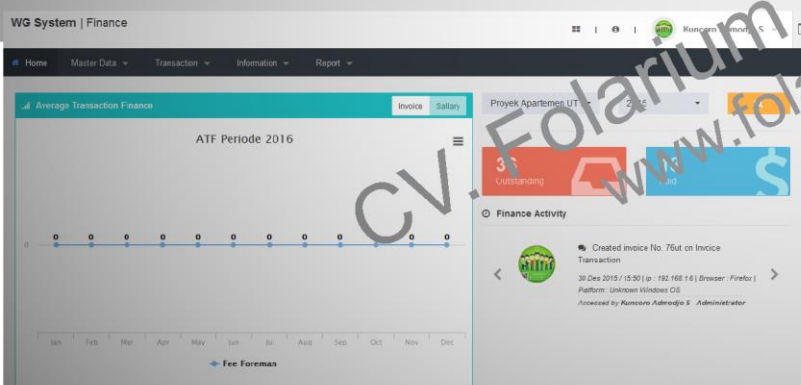 WG System | Finance
Kuncoro
Home Master Data Transaction Information Report
Average Transaction Finance
Invoice Sallary
Proyek Apartemen UT
ATF Periode 2016
0 0 0 0 0 0 0 0 0 0 0
0
Outstanding
Finance Activity
Created invoice No. 76ut on Invoice
Transaction
30 Des 2015 / 15:50 | ip : 192.168.1.6 | Browser : Firefox |
Platform : Unknown Windows OS
Accessed by Kuncoro Admodjo S Administrator
Jan Feb Mar Apr May Jun Jul Aug Sep Oct Nov Dec
Fee Foreman
CV. Folarium
www.fol